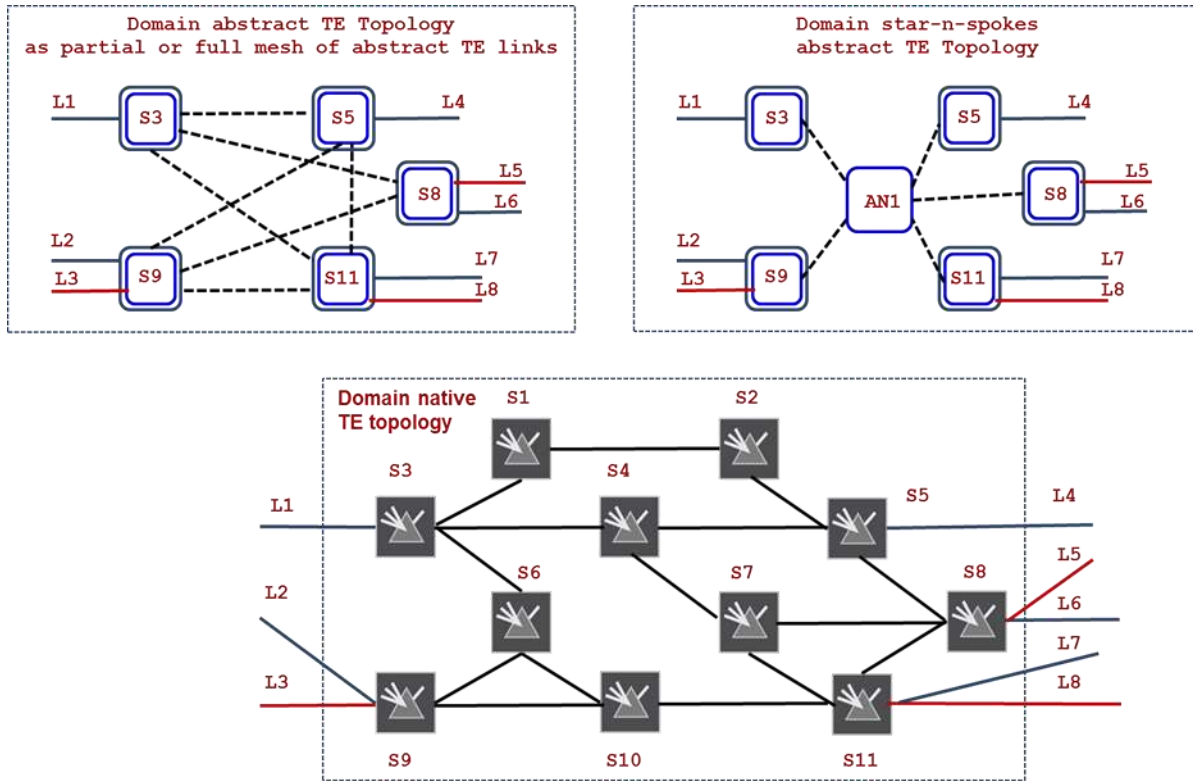 Domain abstract TE Topology
as partial or full mesh of abstract TE links
L1
S3
S5
L4
S8
L5
L6
L2
L3
S9
S11
L7
L8
Domain star-n-spokes
abstract TE Topology
L1
S3
S5
L4
AN1
S8
L5
L6
L2
L3
S9
S11
L7
L8
Domain native
TE topology
S1
S2
S3
S4
S5
L1
L4
L5
L2
S6
S7
S8
L6
L7
L3
L8
S9
S10
S11